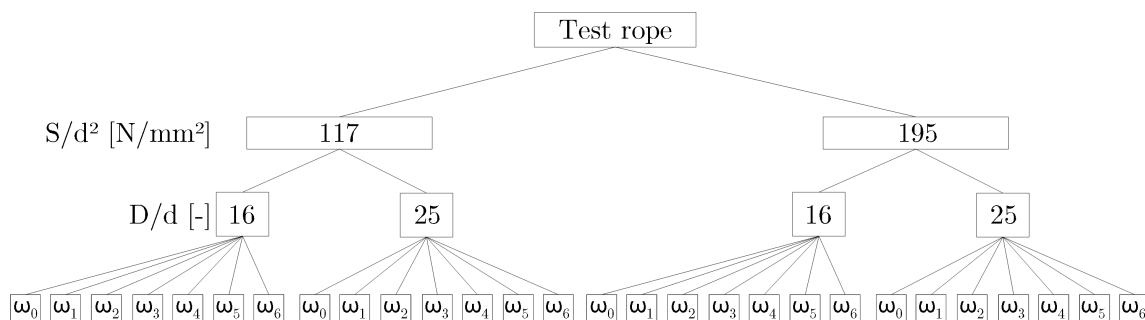 Test rope
S/d² [N/mm²] 117 195
D/d [-] 16 25 16 25
ω₀ ω₁ ω₂ ω₃ ω₄ ω₅ ω₆ ω₀ ω₁ ω₂ ω₃ ω₄ ω₅ ω₆ ω₀ ω₁ ω₂ ω₃ ω₄ ω₅ ω₆ ω₀ ω₁ ω₂ ω₃ ω₄ ω₅ ω₆